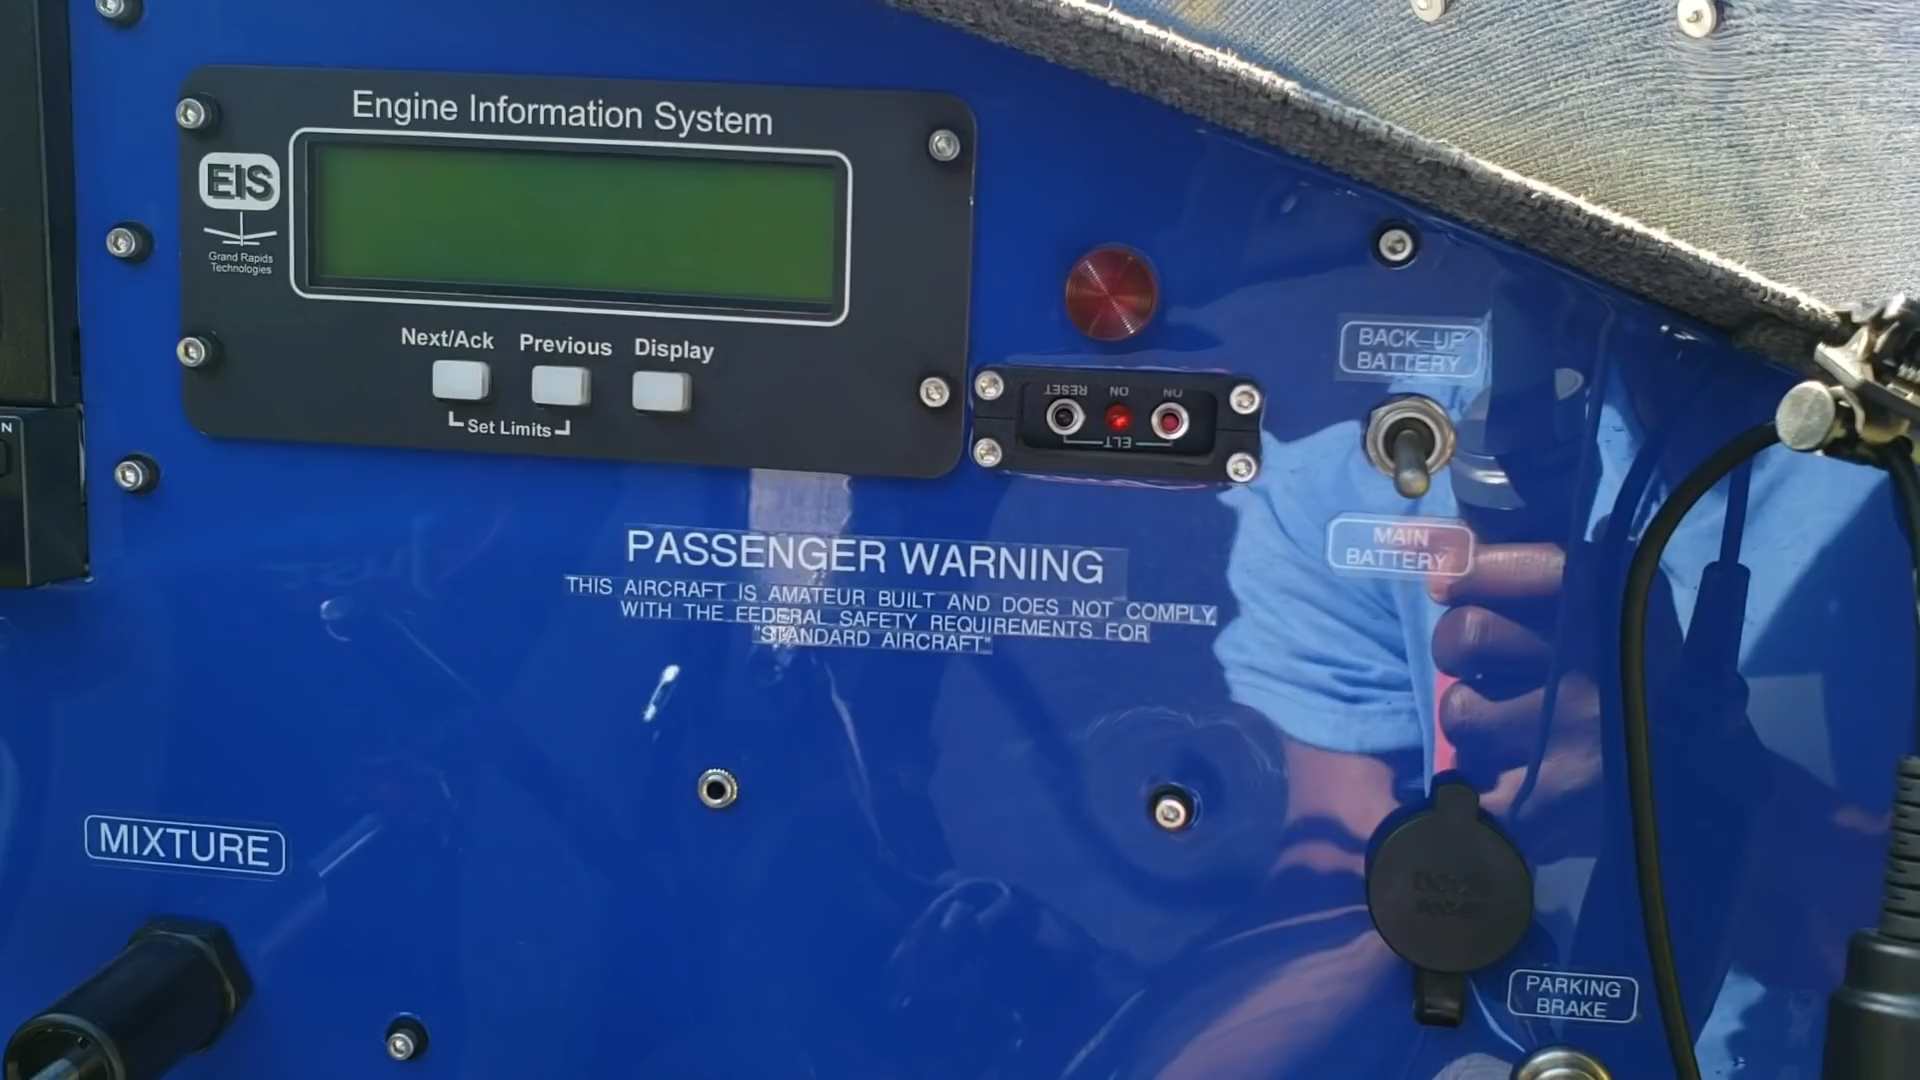 Engine Information System
EIS
Grand Rapids
Technologies
Next/Ack Previous Display
Set Limits
N
RESET ON ON
ELT
BACK-UP
BATTERY
MAIN
BATTERY
PASSENGER WARNING
THIS AIRCRAFT IS AMATEUR BUILT AND DOES NOT COMPLY
WITH THE FEDERAL SAFETY REQUIREMENTS FOR
"STANDARD AIRCRAFT"
MIXTURE
PARKING
BRAKE